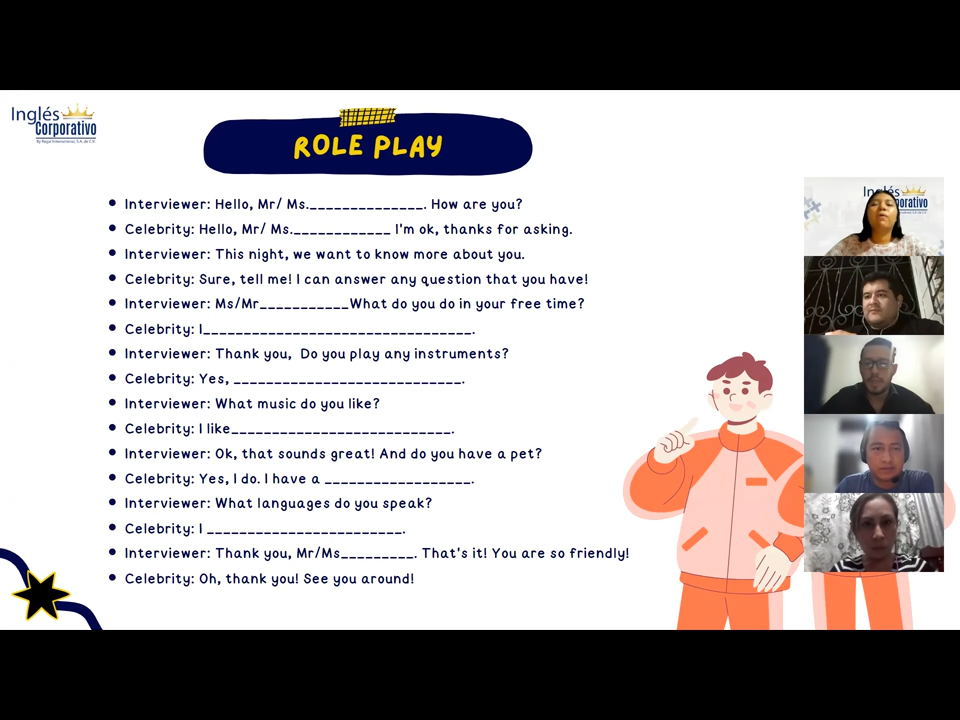 Inglés
Corporativo
By Regal International, S.A. de C.V.
ROLE PLAY
Interviewer: Hello, Mr/ Ms.______________. How are you?
Celebrity: Hello, Mr/ Ms.____________ I'm ok, thanks for asking.
Interviewer: This night, we want to know more about you.
Celebrity: Sure, tell me! I can answer any question that you have!
Interviewer: Ms/Mr___________What do you do in your free time?
Celebrity: I_________________________________.
Interviewer: Thank you,  Do you play any instruments?
Celebrity: Yes, ____________________________.
Interviewer: What music do you like?
Celebrity: I like___________________________.
Interviewer: Ok, that sounds great! And do you have a pet?
Celebrity: Yes, I do. I have a __________________.
Interviewer: What languages do you speak?
Celebrity: I ________________________.
Interviewer: Thank you, Mr/Ms_________. That's it! You are so friendly!
Celebrity: Oh, thank you! See you around!